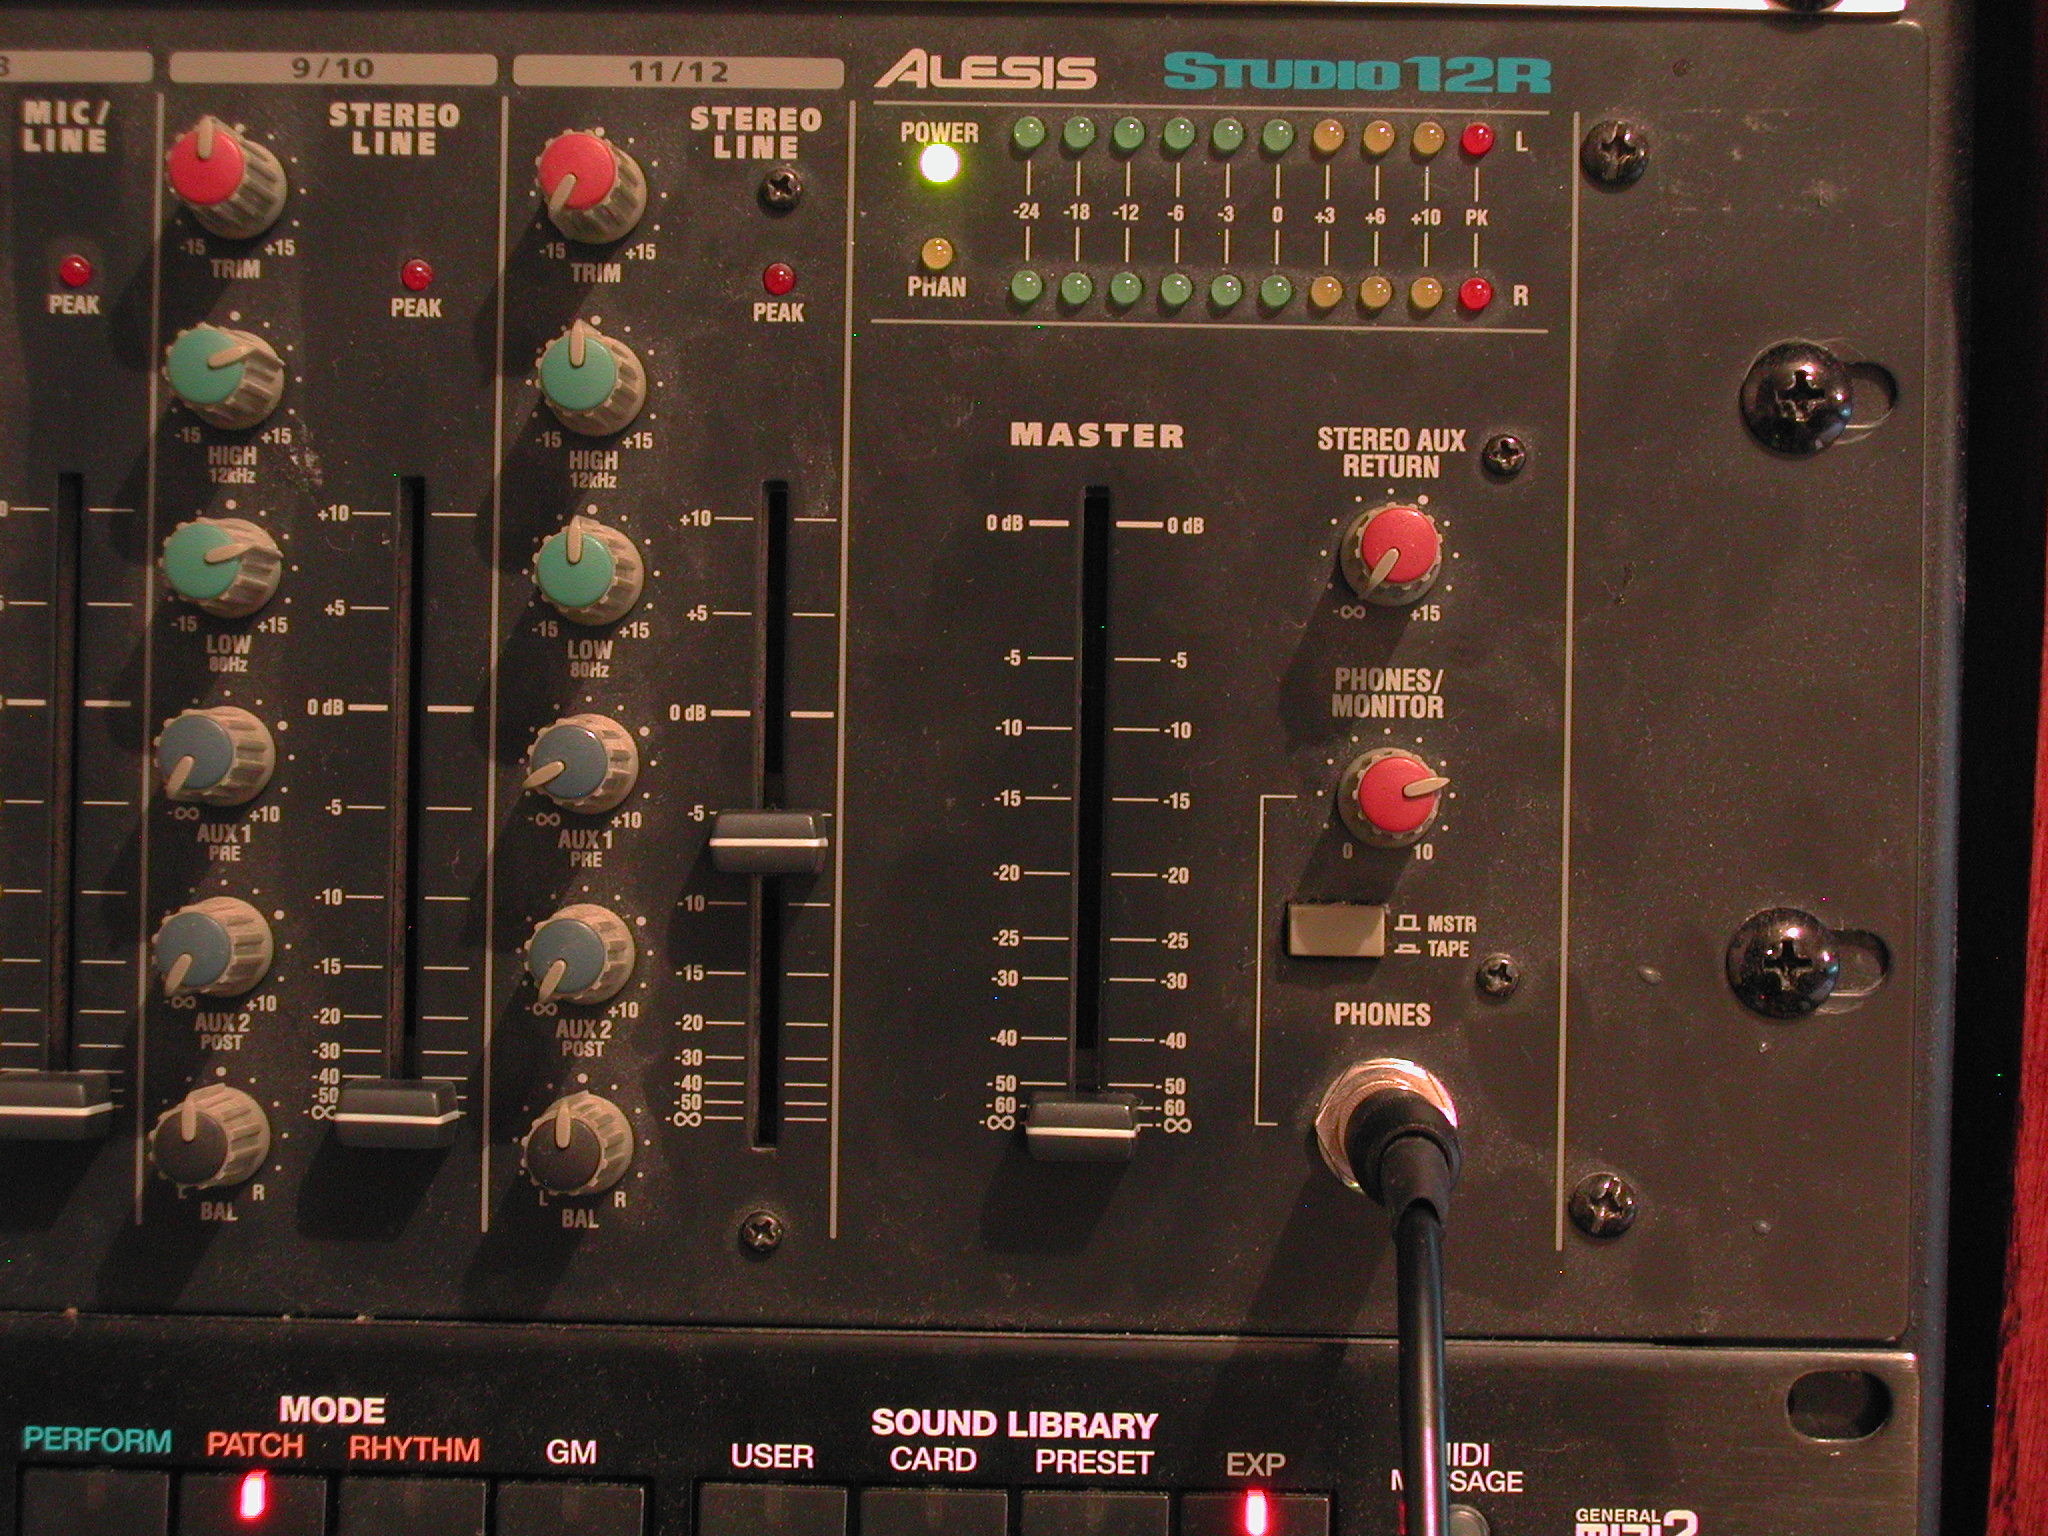 9/10
11/12
ALESIS STUDIO 12R
MIC/
LINE
PEAK
STEREO
LINE
PEAK
-15 +15
TRIM
-15 +15
HIGH
12kHz
-15 +15
LOW
80Hz
-∞ +10
AUX 1
PRE
-∞ +10
AUX 2
POST
L R
BAL
+10
+5
0 dB
-5
-10
-15
-20
-30
-40
-50
-∞
STEREO
LINE
PEAK
-15 +15
TRIM
-15 +15
HIGH
12kHz
-15 +15
LOW
80Hz
-∞ +10
AUX 1
PRE
-∞ +10
AUX 2
POST
L R
BAL
+10
+5
0 dB
-5
-10
-15
-20
-30
-40
-50
-∞
POWER
PHAN
L
-24 -18 -12 -6 -3 0 +3 +6 +10 PK
R
MASTER
0 dB 0 dB
-5 -5
-10 -10
-15 -15
-20 -20
-25 -25
-30 -30
-40 -40
-50 -50
-60 -60
-∞ -∞
STEREO AUX
RETURN
-∞ +15
PHONES/
MONITOR
0 10
MSTR
TAPE
PHONES
MODE
PERFORM PATCH RHYTHM GM
SOUND LIBRARY
USER CARD PRESET EXP
GENERAL